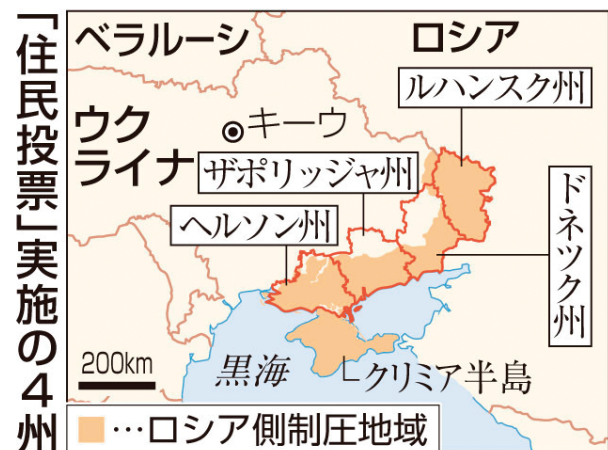 「住民投票」実施の4州
ベラルーシ
ロシア
ルハンスク州
ウク
ライナ
キーウ
ザポリッジャ州
ヘルソン州
ドネツク州
200km
黒海
クリミア半島
…ロシア側制圧地域